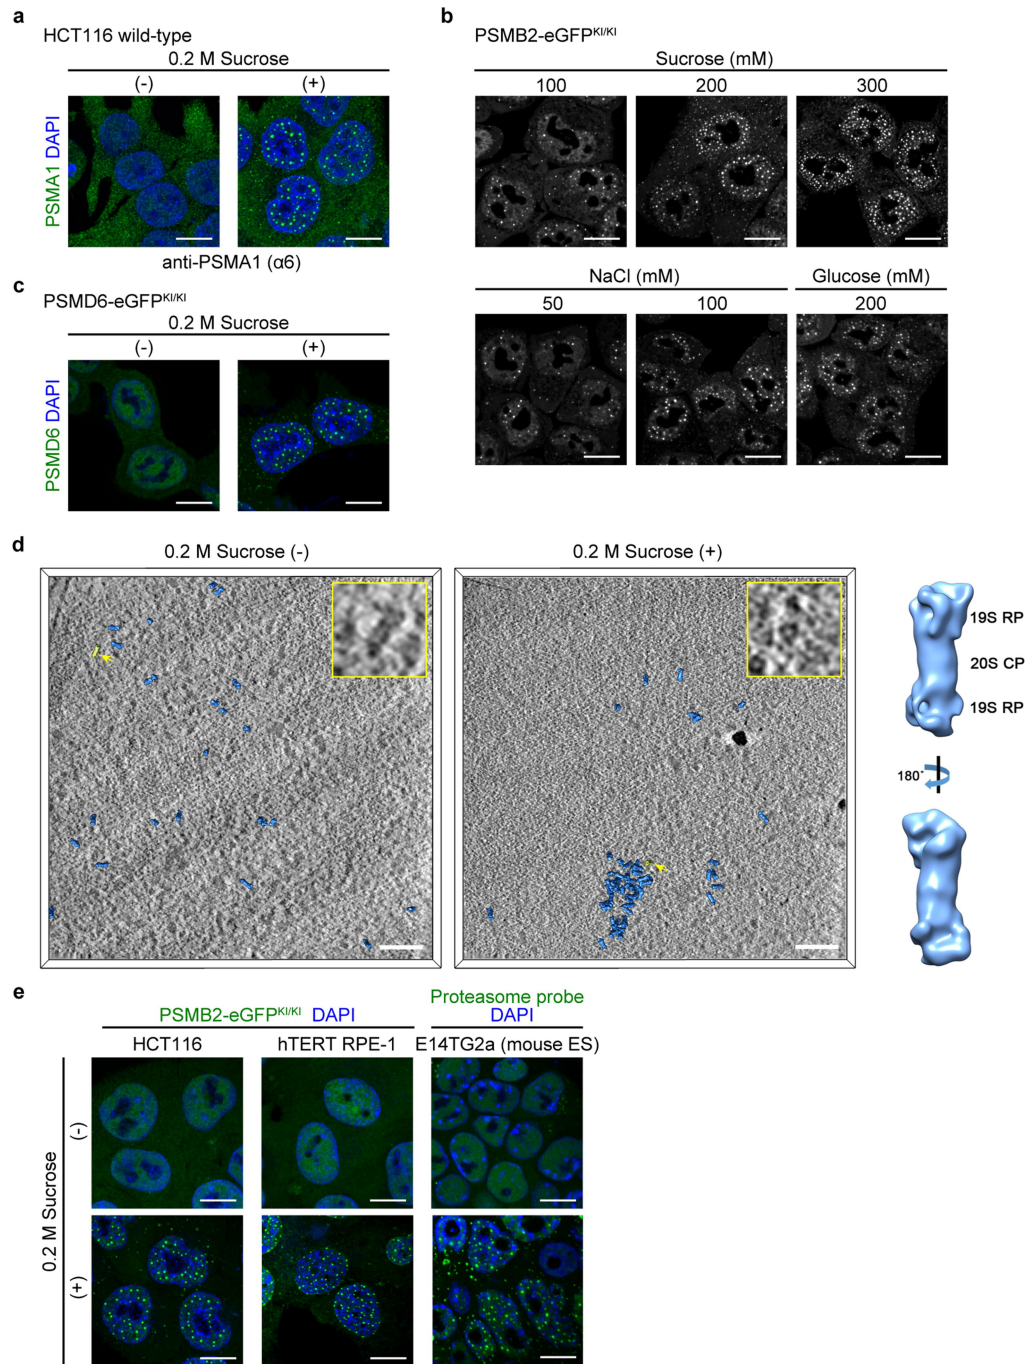 a
HCT116 wild-type
0.2 M Sucrose
(-) (+)
PSMA1 DAPI
anti-PSMA1 (α6)
b
PSMB2-eGFPKI/KI
Sucrose (mM)
100 200 300
NaCl (mM) Glucose (mM)
50 100 200
c
PSMD6-eGFPKI/KI
0.2 M Sucrose
(-) (+)
PSMD6 DAPI
d
0.2 M Sucrose (-) 0.2 M Sucrose (+)
19S RP
20S CP
19S RP
180°
e
PSMB2-eGFPKI/KI DAPI
Proteasome probe
DAPI
HCT116 hTERT RPE-1 E14TG2a (mouse ES)
0.2 M Sucrose
(-)
(+)